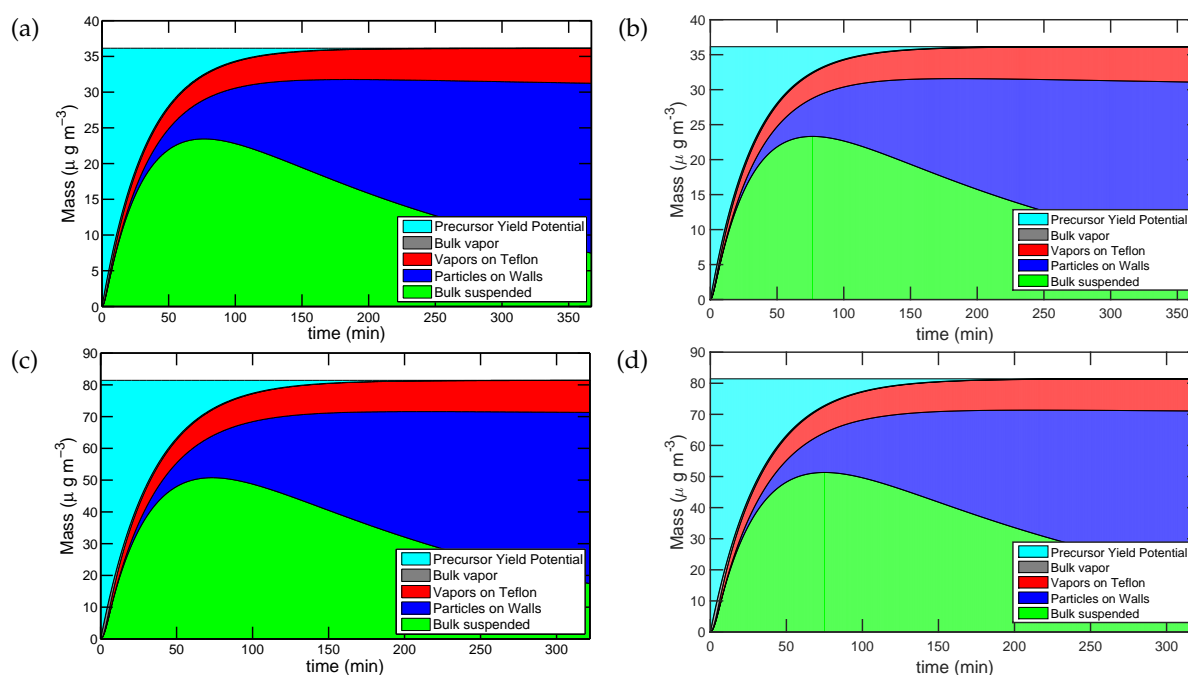 (a)
40
35
30
25
20
15
10
5
0
Mass (μ g m−3)
0 50 100 150 200 250 300 350
time (min)
Precursor Yield Potential
Bulk vapor
Vapors on Teflon
Particles on Walls
Bulk suspended
(b)
40
35
30
25
20
15
10
5
0
Mass (μ g m-3)
0 50 100 150 200 250 300 350
time (min)
Precursor Yield Potential
Bulk vapor
Vapors on Teflon
Particles on Walls
Bulk suspended
(c)
90
80
70
60
50
40
30
20
10
0
Mass (μ g m−3)
0 50 100 150 200 250 300
time (min)
Precursor Yield Potential
Bulk vapor
Vapors on Teflon
Particles on Walls
Bulk suspended
(d)
90
80
70
60
50
40
30
20
10
0
Mass (μ g m-3)
0 50 100 150 200 250 300
time (min)
Precursor Yield Potential
Bulk vapor
Vapors on Teflon
Particles on Walls
Bulk suspended